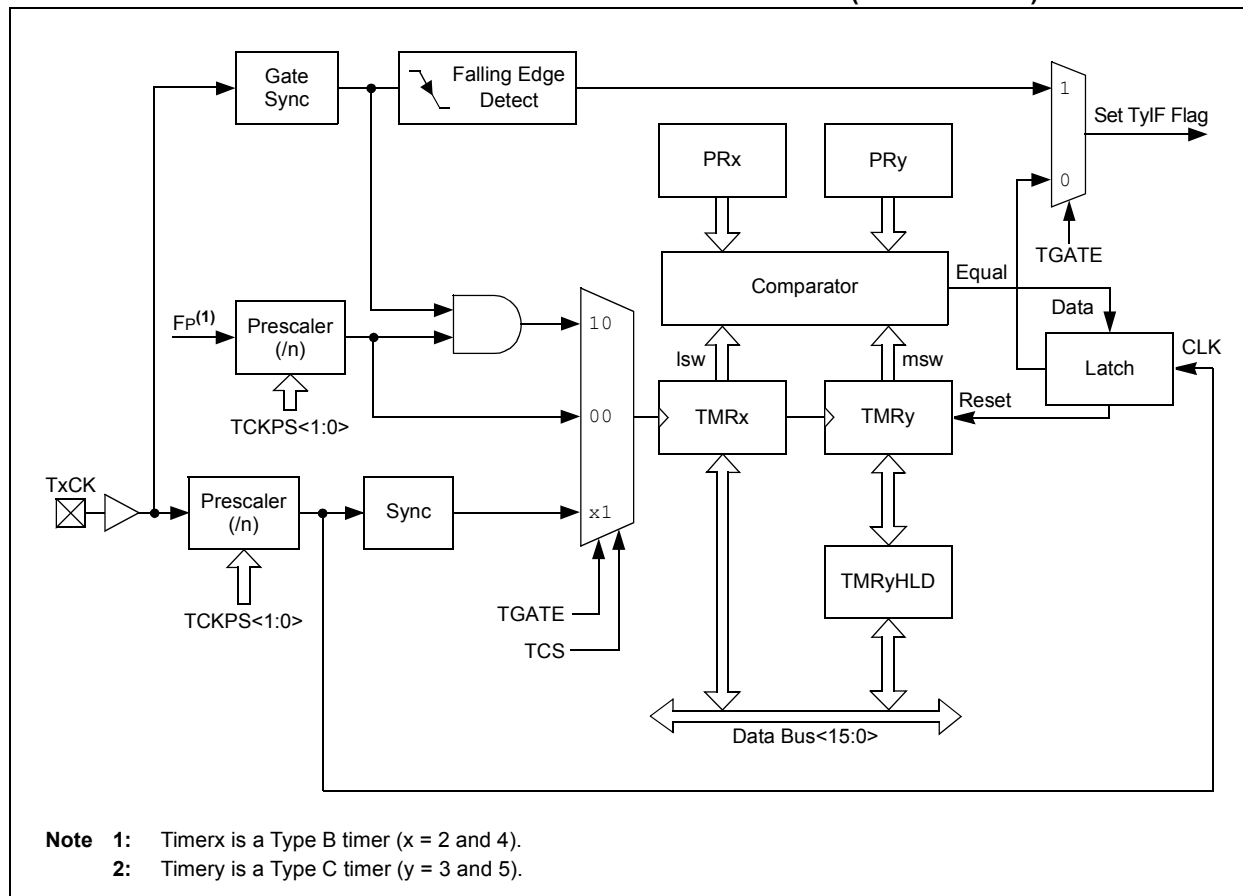 Gate
Sync
Falling Edge
Detect
1
Set TyIF Flag
0
TGATE
PRx
PRy
Comparator
Equal
Data
Latch
CLK
Reset
FP(1)
Prescaler
(/n)
TCKPS<1:0>
10
00
x1
lsw
msw
TMRx
TMRy
TxCK
Prescaler
(/n)
Sync
TCKPS<1:0>
TGATE
TCS
TMRyHLD
Data Bus<15:0>
Note 1: Timerx is a Type B timer (x = 2 and 4).
2: Timery is a Type C timer (y = 3 and 5).